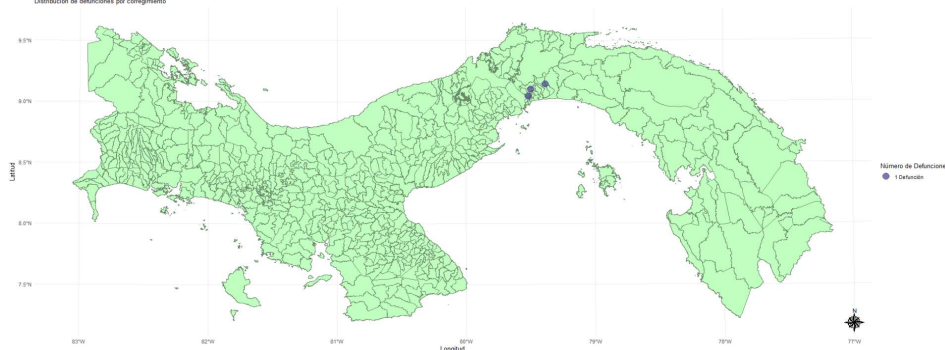 Distribución de defunciones por corregimiento
9.5°N
9.0°N
8.5°N
8.0°N
7.5°N
Latitud
Número de Defunciones
1 Defunción
N
83°W
82°W
81°W
80°W
79°W
78°W
77°W
Longitud